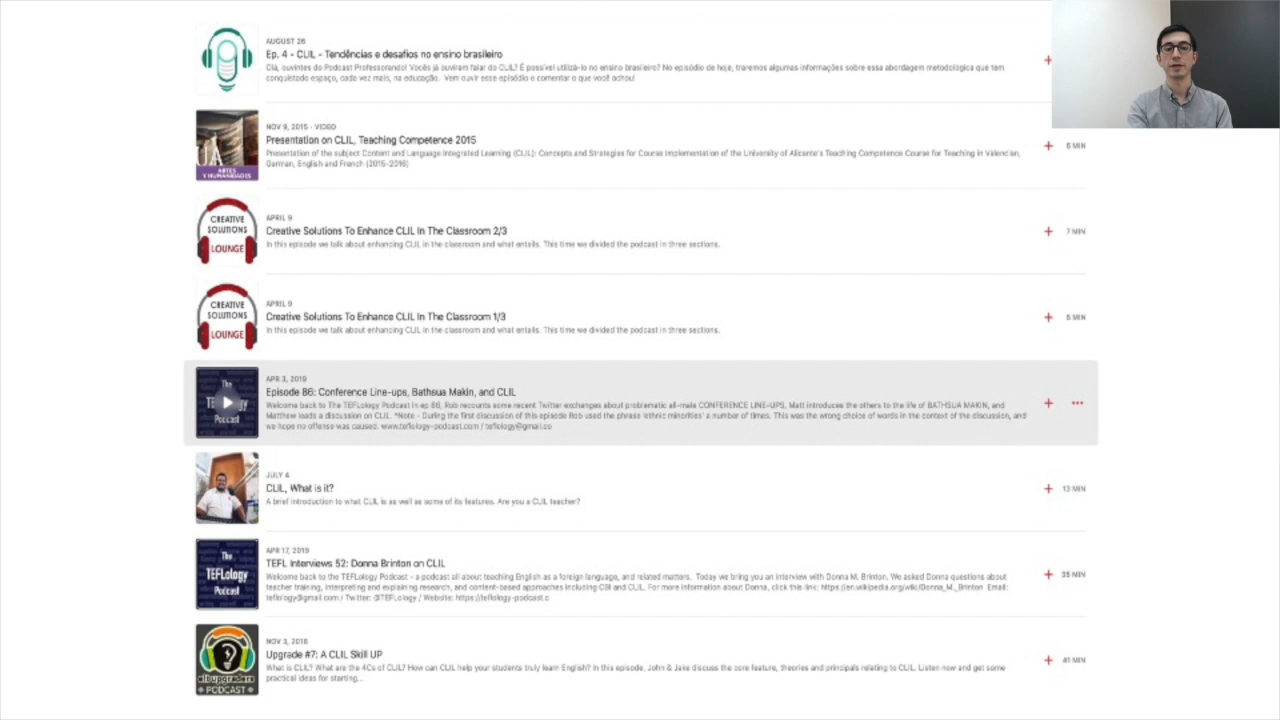 AUGUST 26
Ep. 4 - CLIL - Tendências e desafios no ensino brasileiro
Olá, ouvintes do Podcast Professorando! Vocês já ouviram falar do CLIL? É possível utilizá-lo no ensino brasileiro? No episódio de hoje, traremos algumas informações sobre essa abordagem metodológica que tem
conquistado espaço, cada vez mais, na educação. Vem ouvir esse episódio e comentar o que você achou!
NOV 9, 2015 · VIDEO
Presentation on CLIL, Teaching Competence 2015
Presentation of the subject Content and Language Integrated Learning (CLIL): Concepts and Strategies for Course Implementation of the University of Alicante's Teaching Competence Course for Teaching in Valencian,
German, English and French (2015-2016)
5 MIN
UA
ARTES
Y HUMANIDADES
APRIL 9
Creative Solutions To Enhance CLIL In The Classroom 2/3
In this episode we talk about enhancing CLIL in the classroom and what entails. This time we divided the podcast in three sections.
7 MIN
CREATIVE
SOLUTIONS
LOUNGE
APRIL 9
Creative Solutions To Enhance CLIL In The Classroom 1/3
In this episode we talk about enhancing CLIL in the classroom and what entails. This time we divided the podcast in three sections.
5 MIN
CREATIVE
SOLUTIONS
LOUNGE
APR 3, 2019
Episode 86: Conference Line-ups, Bathsua Makin, and CLIL
Welcome back to The TEFLology Podcast in ep 86, Rob recounts some recent Twitter exchanges about problematic all-male CONFERENCE LINE-UPS, Matt introduces the others to the life of BATHSUA MAKIN, and
Matthew leads a discussion on CLIL. *Note - During the first discussion of this episode Rob used the phrase 'ethnic minorities' a number of times. This was the wrong choice of words in the context of the discussion, and
we hope no offense was caused. www.teflology-podcast.com / teflology@gmail.co
The
Podcast
JULY 4
CLIL, What is it?
A brief introduction to what CLIL is as well as some of its features. Are you a CLIL teacher?
13 MIN
APR 17, 2019
TEFL Interviews 52: Donna Brinton on CLIL
Welcome back to the TEFLology Podcast - a podcast all about teaching English as a foreign language, and related matters. Today we bring you an interview with Donna M. Brinton. We asked Donna questions about
teacher training, interpreting and explaining research, and content-based approaches including CBI and CLIL. For more information about Donna, click this link: https://en.wikipedia.org/wiki/Donna_M._Brinton Email:
teflology@gmail.com / Twitter: @TEFLology / Website: https://teflology-podcast.c
35 MIN
The
TEFLology
Podcast
NOV 3, 2018
Upgrade #7: A CLIL Skill UP
What is CLIL? What are the 4Cs of CLIL? How can CLIL help your students truly learn English? In this episode, John & Jake discuss the core feature, theories and principals relating to CLIL. Listen now and get some
practical ideas for starting...
41 MIN
PODCAST